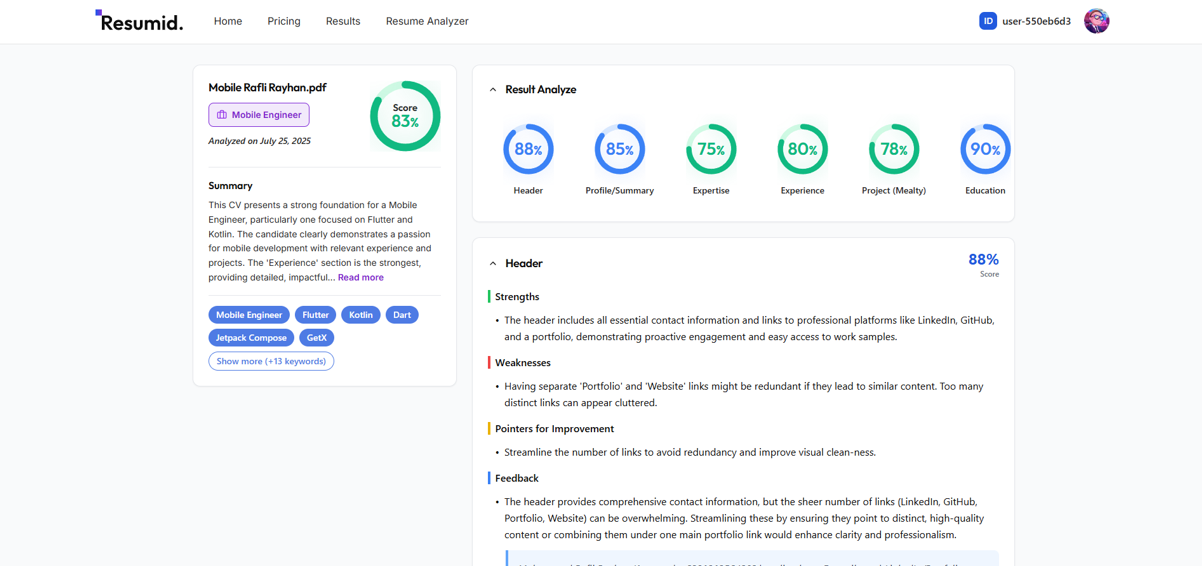 Resumid.
Home
Pricing
Results
Resume Analyzer
ID
user-550eb6d3
Mobile Rafli Rayhan.pdf
Mobile Engineer
Analyzed on July 25, 2025
Score
83%
Summary
This CV presents a strong foundation for a Mobile
Engineer, particularly one focused on Flutter and
Kotlin. The candidate clearly demonstrates a passion
for mobile development with relevant experience and
projects. The 'Experience' section is the strongest,
providing detailed, impactful... Read more
Mobile Engineer
Flutter
Kotlin
Dart
Jetpack Compose
GetX
Show more (+13 keywords)
Result Analyze
88%
85%
75%
80%
78%
90%
Header
Profile/Summary
Expertise
Experience
Project (Mealty)
Education
Header
88%
Score
Strengths
• The header includes all essential contact information and links to professional platforms like LinkedIn, GitHub,
and a portfolio, demonstrating proactive engagement and easy access to work samples.
Weaknesses
• Having separate 'Portfolio' and 'Website' links might be redundant if they lead to similar content. Too many
distinct links can appear cluttered.
Pointers for Improvement
• Streamline the number of links to avoid redundancy and improve visual clean-ness.
Feedback
• The header provides comprehensive contact information, but the sheer number of links (LinkedIn, GitHub,
Portfolio, Website) can be overwhelming. Streamlining these by ensuring they point to distinct, high-quality
content or combining them under one main portfolio link would enhance clarity and professionalism.